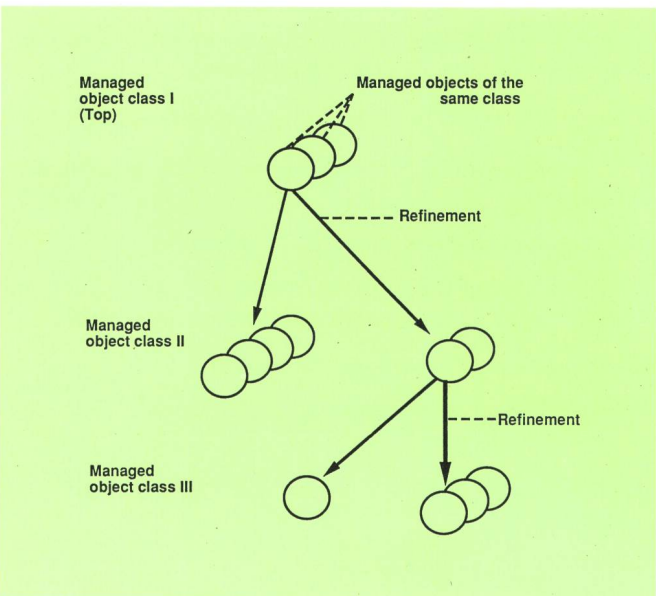 Managed
object class I
(Top)
Managed objects of the
same class
Refinement
Managed
object class II
Refinement
Managed
object class III